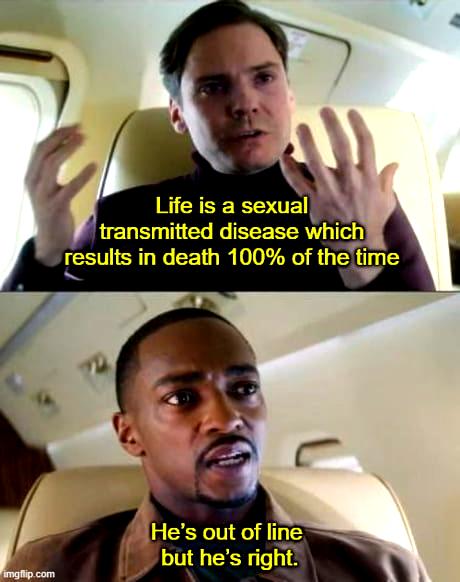 Life is a sexual
transmitted disease which
results in death 100% of the time
He's out of line
but he's right.
imgflip.com